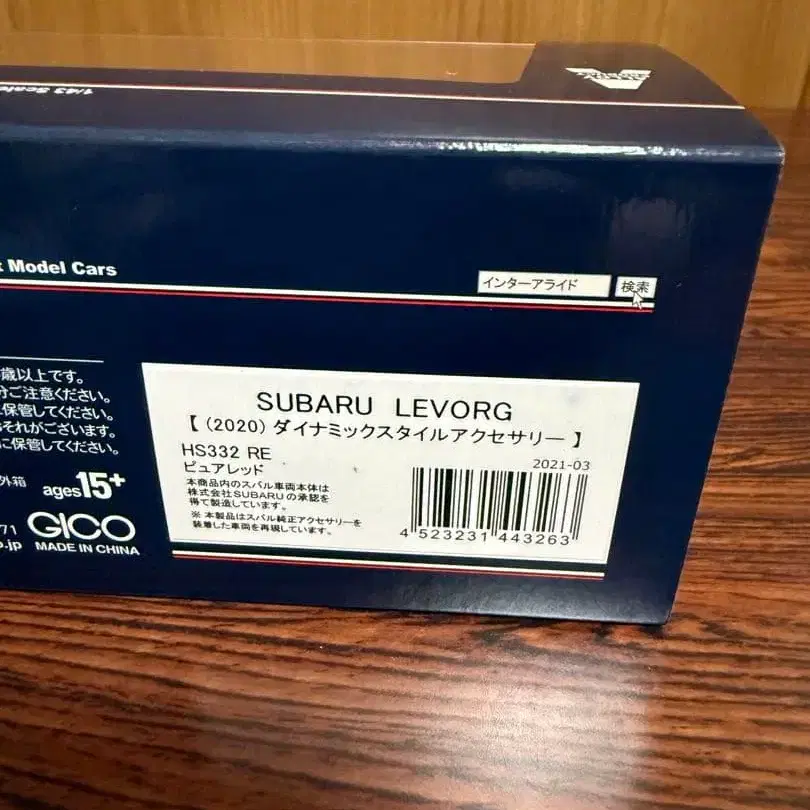 1/43 Scale
Model Cars
インターアライド 検索
歳以上です。
ご注意ください。
保管してください。
それがございます。
に保管してください。
外箱 ages15+
71 GICO
.jp MADE IN CHINA
SUBARU LEVORG
【 (2020) ダイナミックスタイルアクセサリー 】
HS332 RE
ピュアレッド
2021-03
本商品内のスバル車両本体は
株式会社SUBARUの承認を
得て製造しています。
※ 本製品はスバル純正アクセサリーを
装着した車両を再現しています。
4 523231 443263